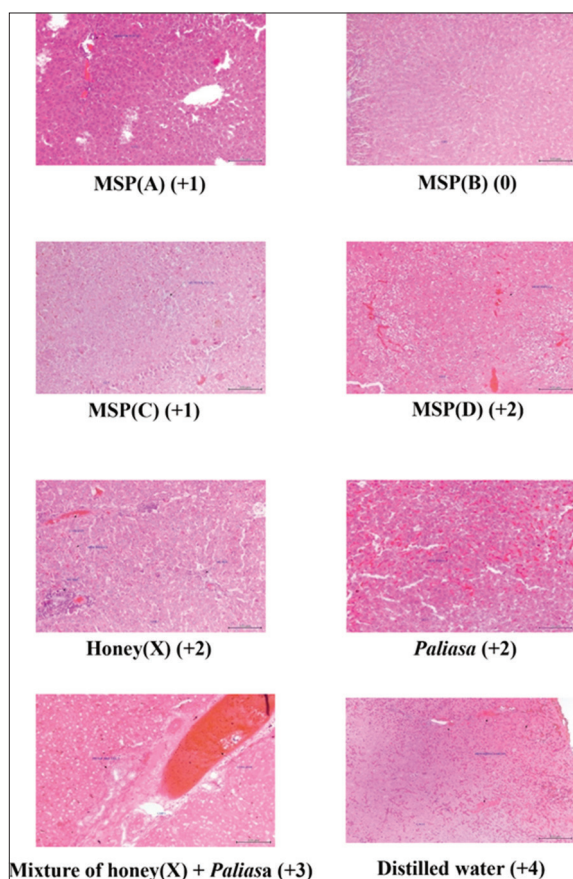 MSP(A) (+1)
MSP(B) (0)
MSP(C) (+1)
MSP(D) (+2)
Honey(X) (+2)
Paliasa (+2)
Mixture of honey(X) + Paliasa (+3)
Distilled water (+4)